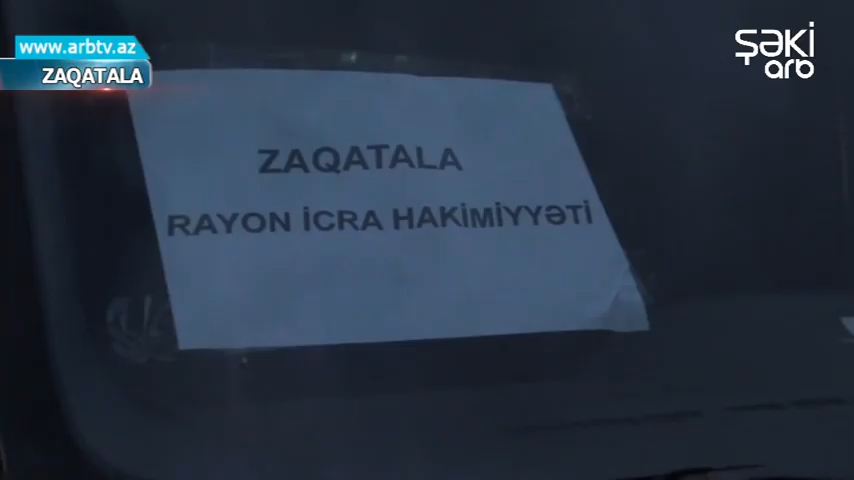 www.arbtv.az
ZAQATALA
ŞƏKİ
arb
ZAQATALA
RAYON İCRA HAKİMİYYƏTİ